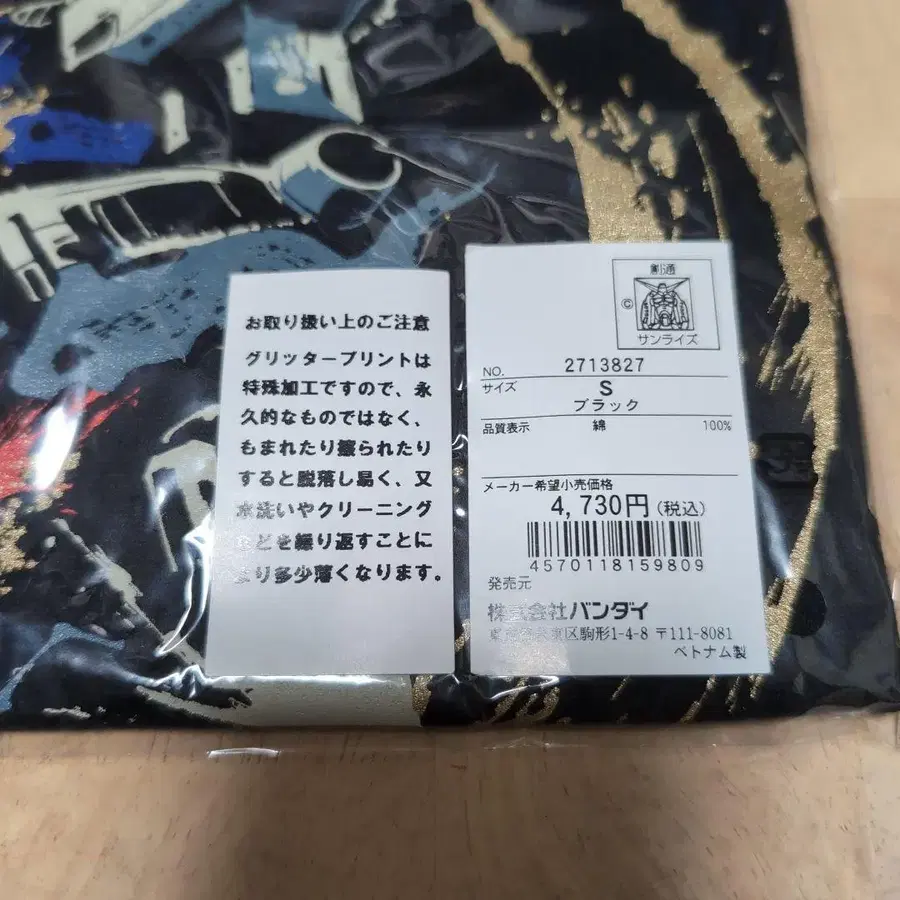 お取り扱い上のご注意
グリッタープリントは
特殊加工ですので、永
久的なものではなく、
もまれたり擦られたり
すると脱落し易く、又
水洗いやクリーニング
などを繰り返すことに
より多少薄くなります。
創通
©
サンライズ
NO. 2713827
サイズ S
ブラック
品質表示 綿 100%
メーカー希望小売価格
4,730円(税込)
4570118159809
発売元
株式会社バンダイ
東区駒形1-4-8 〒111-8081
ベトナム製